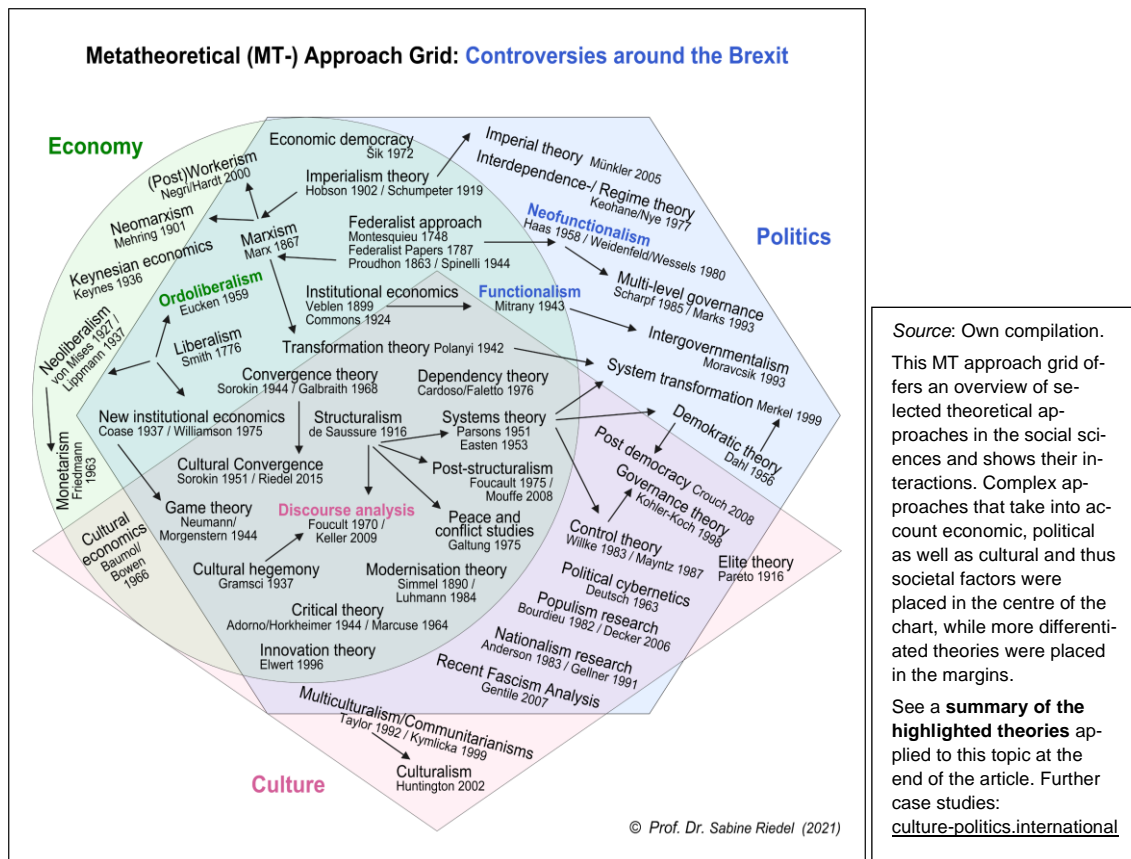 Metatheoretical (MT-) Approach Grid: Controversies around the Brexit
Economy
Politics
Culture
Economic democracy
Šik 1972
Imperial theory Münkler 2005
(Post)Workerism
Negri/Hardt 2000
Imperialism theory
Hobson 1902 / Schumpeter 1919
Interdependence-/ Regime theory
Keohane/Nye 1977
Neomarxism
Mehring 1901
Marxism
Marx 1867
Federalist approach
Montesquieu 1748
Federalist Papers 1787
Proudhon 1863 / Spinelli 1944
Neofunctionalism
Haas 1958 / Weidenfeld/Wessels 1980
Keynesian economics
Keynes 1936
Ordoliberalism
Eucken 1959
Institutional economics
Veblen 1899
Commons 1924
Functionalism
Mitrany 1943
Multi-level governance
Scharpf 1985 / Marks 1993
Neoliberalism
von Mises 1927 /
Lippmann 1937
Liberalism
Smith 1776
Transformation theory Polanyi 1942
Intergovernmentalism
Moravcsik 1993
Convergence theory
Sorokin 1944 / Galbraith 1968
Dependency theory
Cardoso/Faletto 1976
System transformation Merkel 1999
New institutional economics
Coase 1937 / Williamson 1975
Structuralism
de Saussure 1916
Systems theory
Parsons 1951
Easten 1953
Demokratic theory
Dahl 1956
Monetarism
Friedmann
1963
Cultural Convergence
Sorokin 1951 / Riedel 2015
Post-structuralism
Foucault 1975 /
Mouffe 2008
Post democracy Crouch 2008
Governance theory
Kohler-Koch 1998
Game theory
Neumann/
Morgenstern 1944
Discourse analysis
Foucult 1970 /
Keller 2009
Peace and
conflict studies
Galtung 1975
Control theory
Willke 1983 / Mayntz 1987
Cultural
economics
Baumol/
Bowen
1966
Cultural hegemony
Gramsci 1937
Modernisation theory
Simmel 1890 /
Luhmann 1984
Elite theory
Pareto 1916
Political cybernetics
Deutsch 1963
Critical theory
Adorno/Horkheimer 1944 / Marcuse 1964
Populism research
Bourdieu 1982 / Decker 2006
Innovation theory
Elwert 1996
Nationalism research
Anderson 1983 / Gellner 1991
Recent Fascism Analysis
Gentile 2007
Multiculturalism/Communitarianisms
Taylor 1992 / Kymlicka 1999
Culturalism
Huntington 2002
© Prof. Dr. Sabine Riedel (2021)
Source: Own compilation.
This MT approach grid of-
fers an overview of se-
lected theoretical ap-
proaches in the social sci-
ences and shows their in-
teractions. Complex ap-
proaches that take into ac-
count economic, political
as well as cultural and thus
societal factors were
placed in the centre of the
chart, while more differenti-
ated theories were placed
in the margins.
See a summary of the
highlighted theories ap-
plied to this topic at the
end of the article. Further
case studies:
culture-politics.international